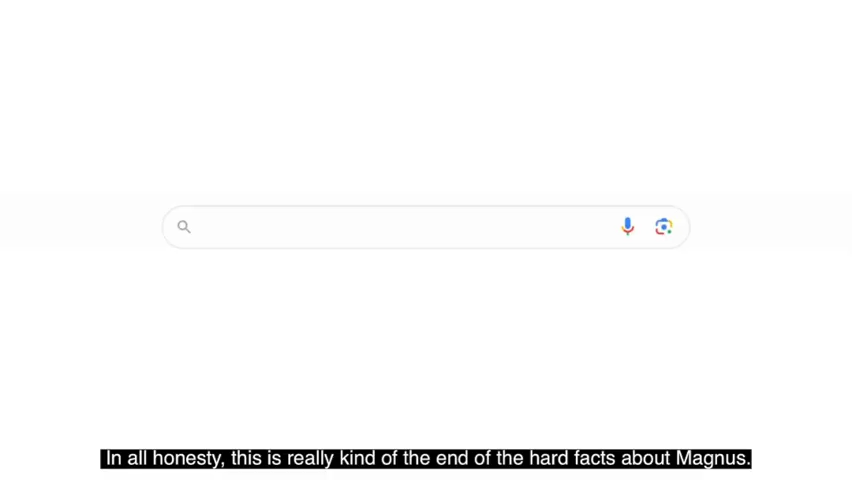 In all honesty, this is really kind of the end of the hard facts about Magnus.